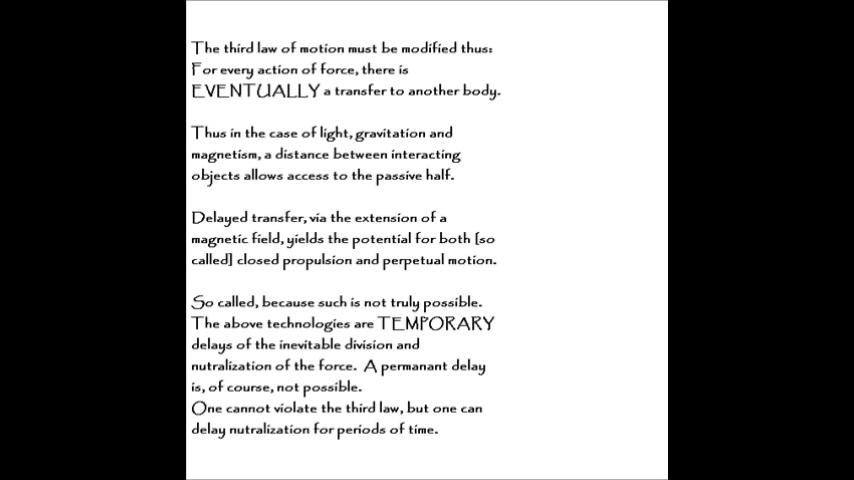 The third law of motion must be modified thus:
For every action of force, there is
EVENTUALLY a transfer to another body.
Thus in the case of light, gravitation and
magnetism, a distance between interacting
objects allows access to the passive half.
Delayed transfer, via the extension of a
magnetic field, yields the potential for both [so
called] closed propulsion and perpetual motion.
So called, because such is not truly possible.
The above technologies are TEMPORARY
delays of the inevitable division and
nutralization of the force.  A permanant delay
is, of course, not possible.
One cannot violate the third law, but one can
delay nutralization for periods of time.